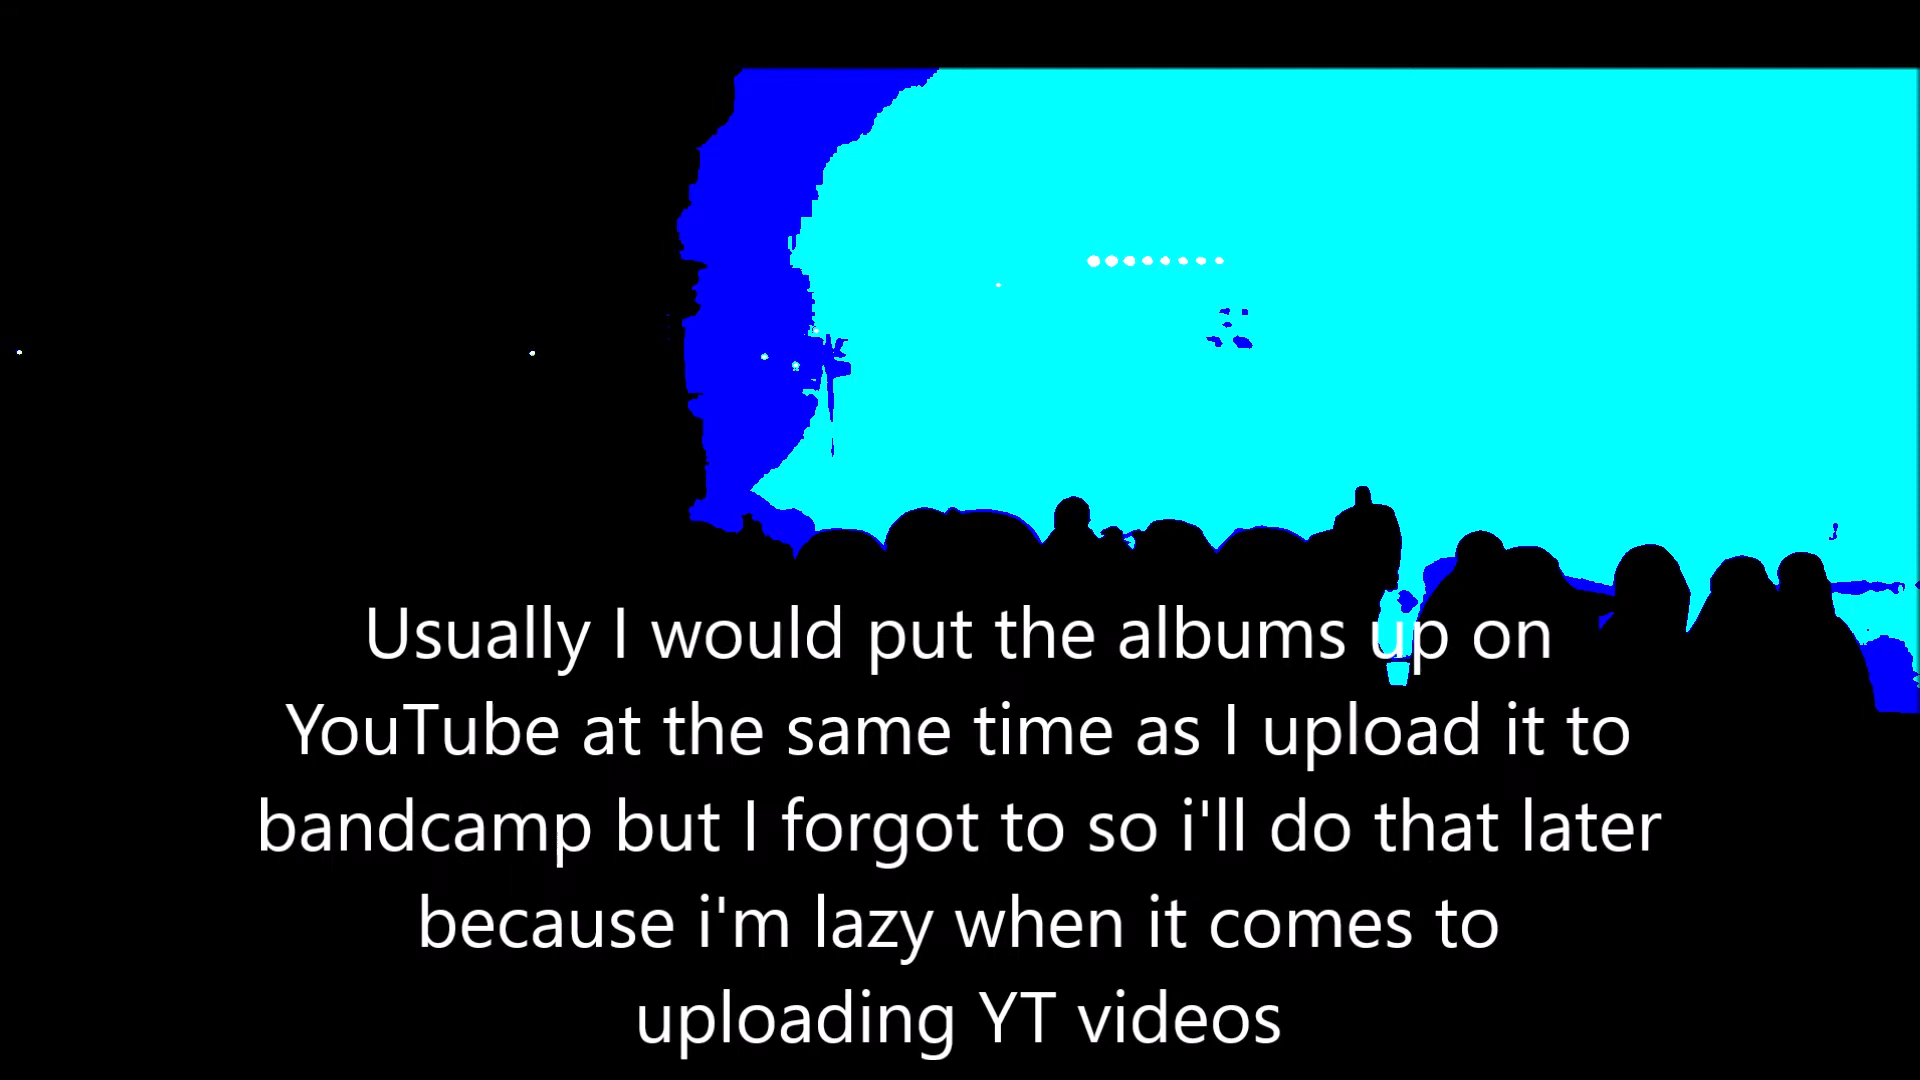 Usually I would put the albums up on
YouTube at the same time as I upload it to
bandcamp but I forgot to so i'll do that later
because i'm lazy when it comes to
uploading YT videos